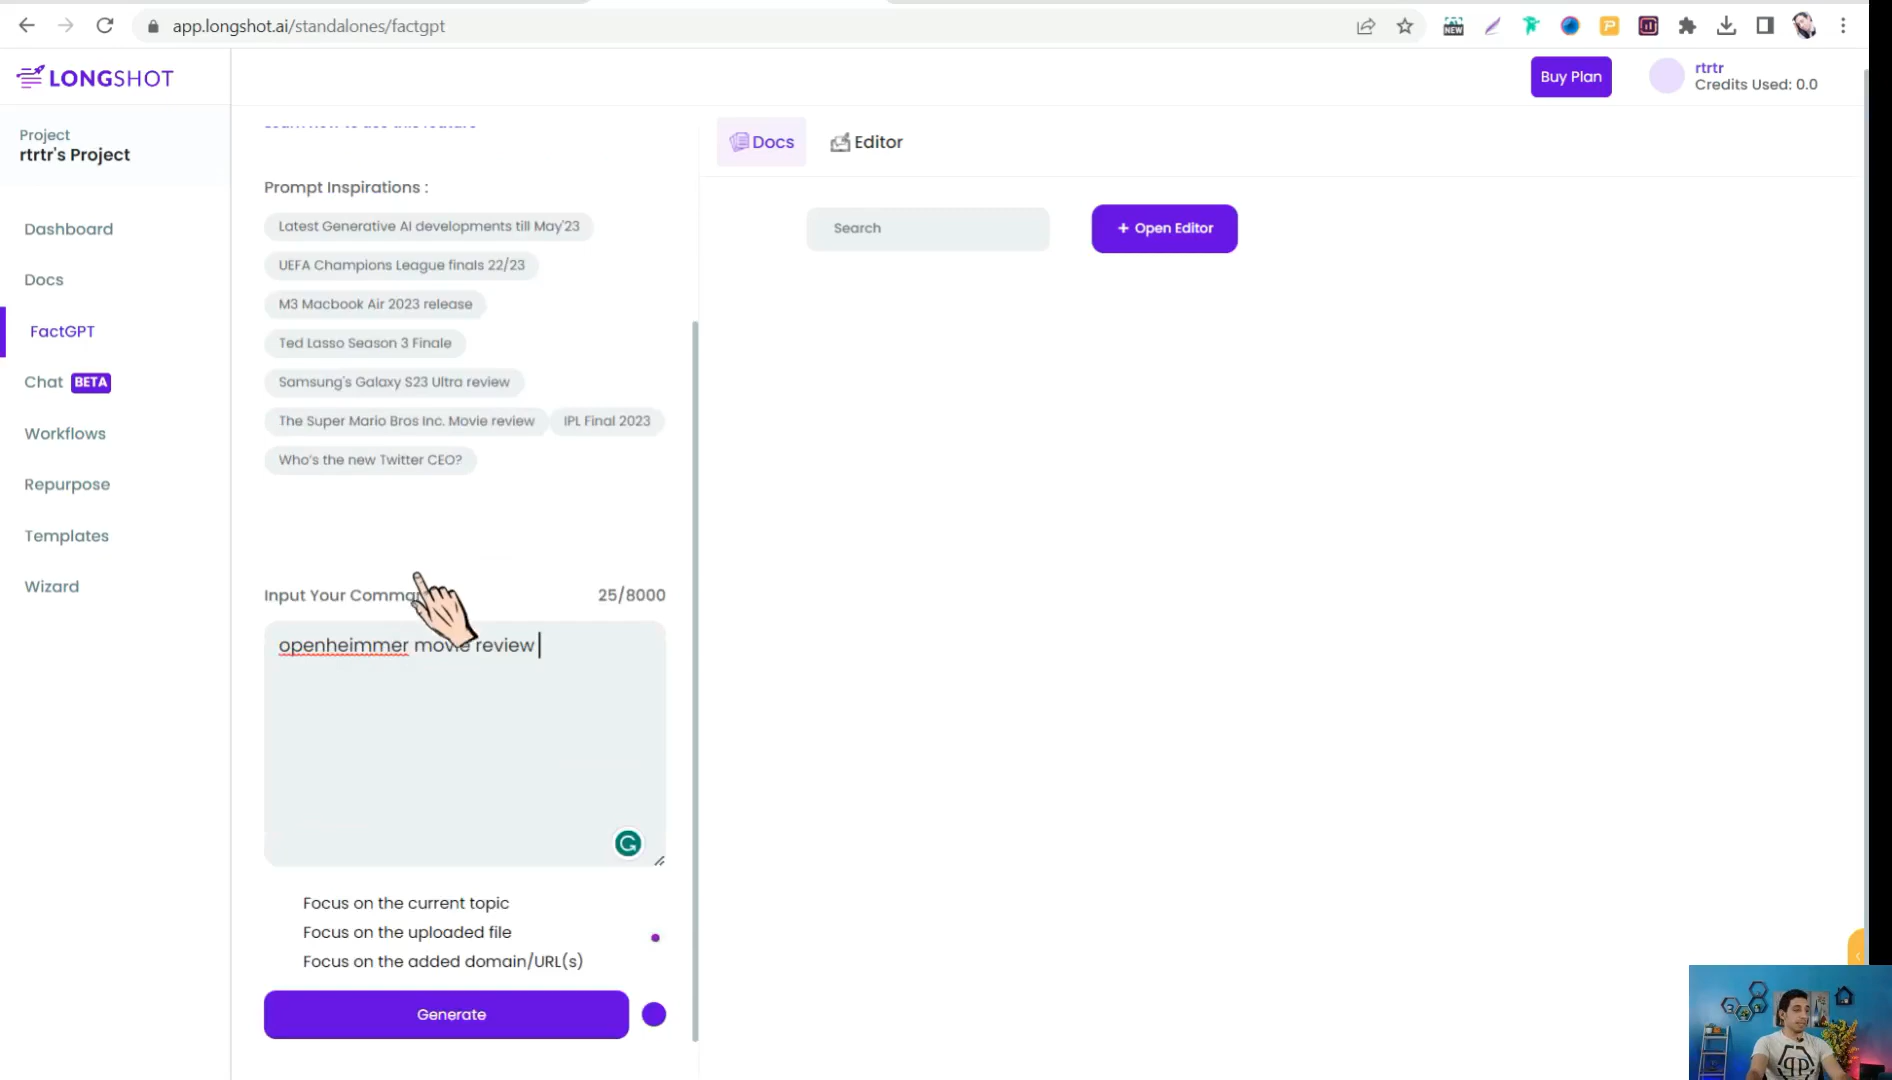 app.longshot.ai/standalones/factgpt
NEW
LONGSHOT
Buy Plan
rtrtr
Credits Used: 0.0
Project
rtrtr's Project
Dashboard
Docs
FactGPT
Chat BETA
Workflows
Repurpose
Templates
Wizard
Prompt Inspirations :
Latest Generative AI developments till May'23
UEFA Champions League finals 22/23
M3 Macbook Air 2023 release
Ted Lasso Season 3 Finale
Samsung's Galaxy S23 Ultra review
The Super Mario Bros Inc. Movie review
IPL Final 2023
Who's the new Twitter CEO?
Input Your Comma
25/8000
openheimmer movie review
Focus on the current topic
Focus on the uploaded file
Focus on the added domain/URL(s)
Generate
Docs
Editor
Search
+ Open Editor